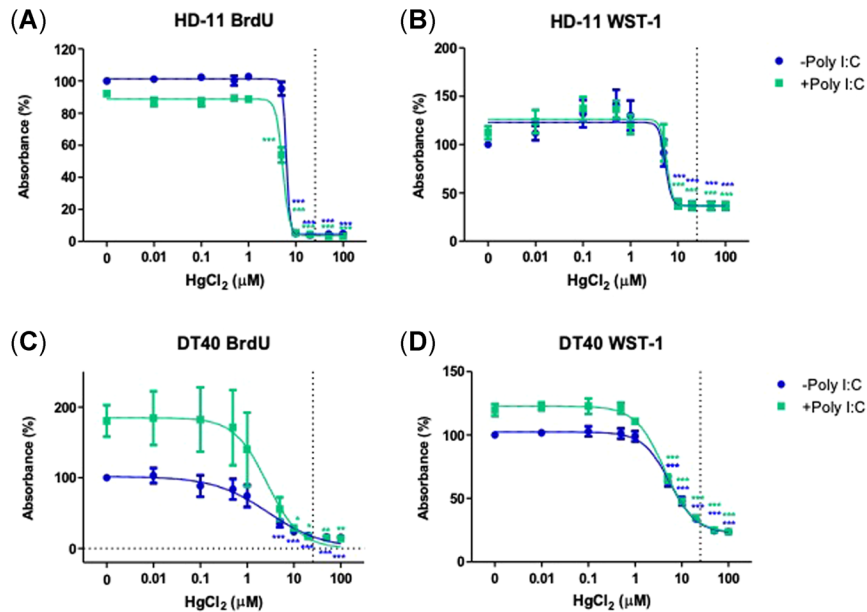 (A)
HD-11 BrdU
Absorbance (%)
120
100
80
60
40
20
0
0 0.01 0.1 1 10 100
HgCl₂ (μM)
*** *** *** *** *** *** *** *** ***
(B)
HD-11 WST-1
Absorbance (%)
200
150
100
50
0
0 0.01 0.1 1 10 100
HgCl₂ (μM)
*** *** *** ***
*** *** *** ***
-Poly I:C
+Poly I:C
(C)
DT40 BrdU
Absorbance (%)
200
100
0
0 0.1 0.1 1 10 100
HgCl₂ (μM)
* * ** **
*** *** *** *** ***
(D)
DT40 WST-1
Absorbance (%)
150
100
50
0
0 0.01 0.1 1 10 100
HgCl₂ (μM)
*** *** *** *** ***
*** *** *** *** ***
-Poly I:C
+Poly I:C